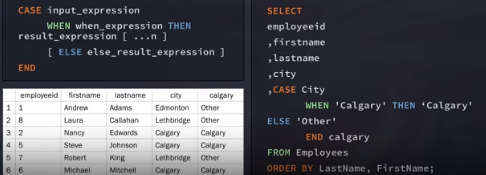 CASE input_expression
WHEN when_expression THEN
result_expression [ ...n ]
[ ELSE else_result_expression ]
END
employeeid firstname lastname city calgary
1 1 Andrew Adams Edmonton Other
2 8 Laura Callahan Lethbridge Other
3 2 Nancy Edwards Calgary Calgary
4 5 Steve Johnson Calgary Calgary
5 7 Robert King Lethbridge Other
6 6 Michael Mitchell Calgary Calgary
SELECT
employeeid
,firstname
,lastname
,city
,CASE City
WHEN 'Calgary' THEN ‘Calgary’
ELSE 'Other'
END calgary
FROM Employees
ORDER BY LastName, FirstName;